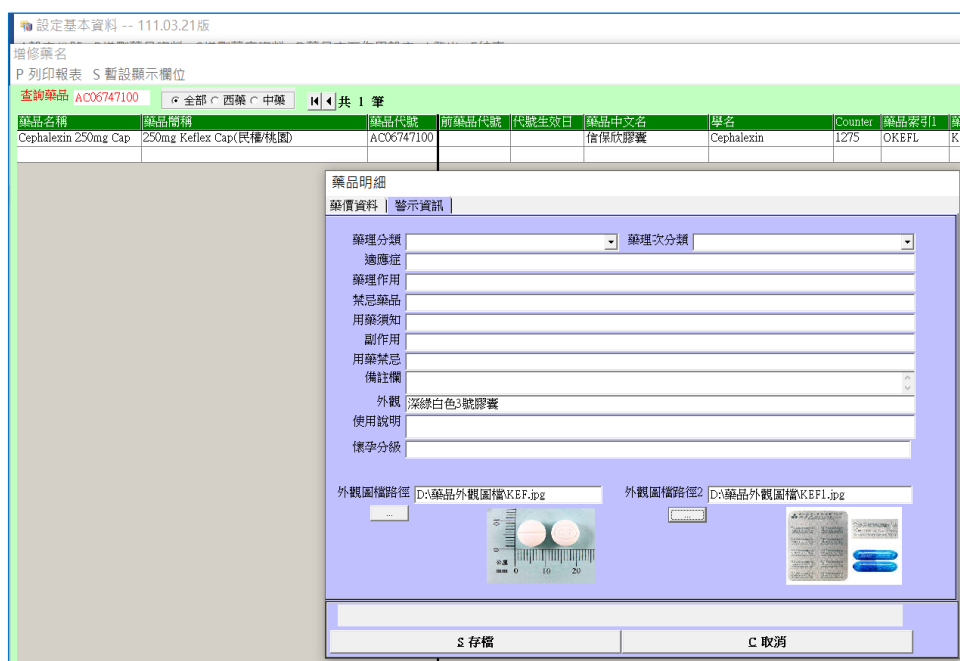 設定基本資料 -- 111.03.21版
增修藥名
P 列印報表 S 暫設顯示欄位
查詢藥品 AC06747100 全部 西藥 中藥 共 1 筆
藥品名稱 藥品簡稱 藥品代號 前藥品代號 代號生效日 藥品中文名 學名 Counter 藥品索引1 藥
Cephalexin 250mg Cap 250mg Keflex Cap(民權/桃園) AC06747100 信保欣膠囊 Cephalexin 1275 OKEFL K
藥品明細
藥價資料 警示資訊
藥理分類 藥理次分類
適應症
藥理作用
禁忌藥品
用藥須知
副作用
用藥禁忌
備註欄
外觀 深綠白色3號膠囊
使用說明
懷孕分級
外觀圖檔路徑 D:\藥品外觀圖檔\KEF.jpg 外觀圖檔路徑2 D:\藥品外觀圖檔\KEF1.jpg
... ...
mm 0 10 20
S 存檔 C 取消